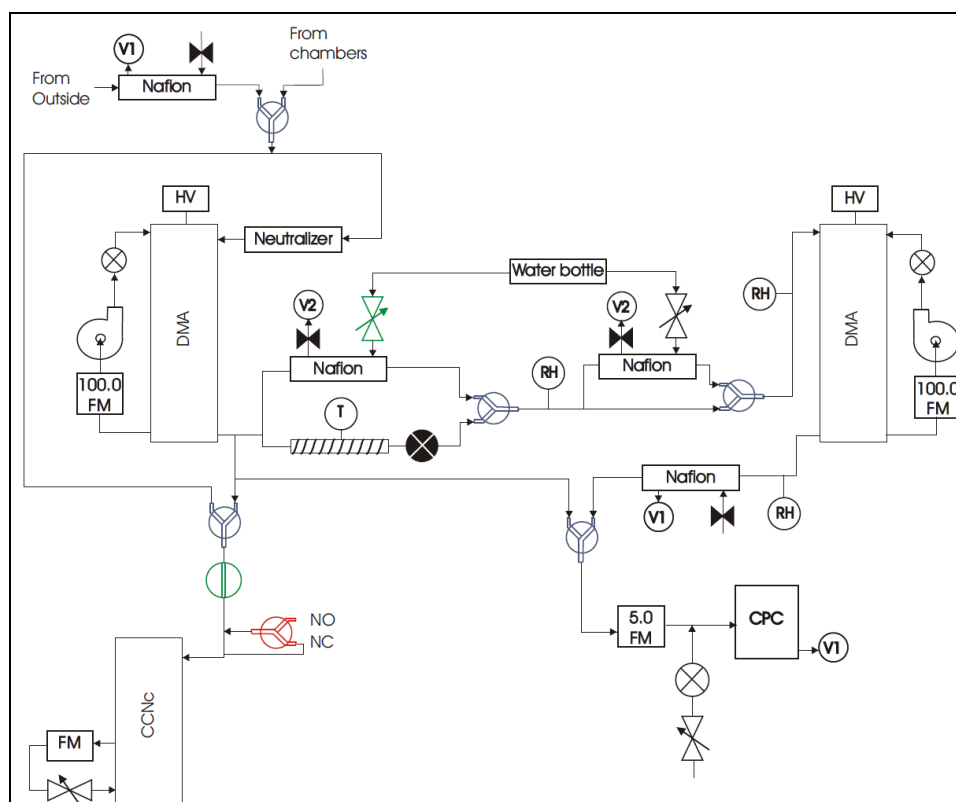 From
chambers
V1
From
Outside
Nafion
HV
HV
Neutralizer
Water bottle
DMA
V2
V2
RH
DMA
100.0
FM
Nafion
RH
Nafion
100.0
FM
T
Nafion
V1
RH
NO
NC
5.0
FM
CPC
V1
CCNc
FM